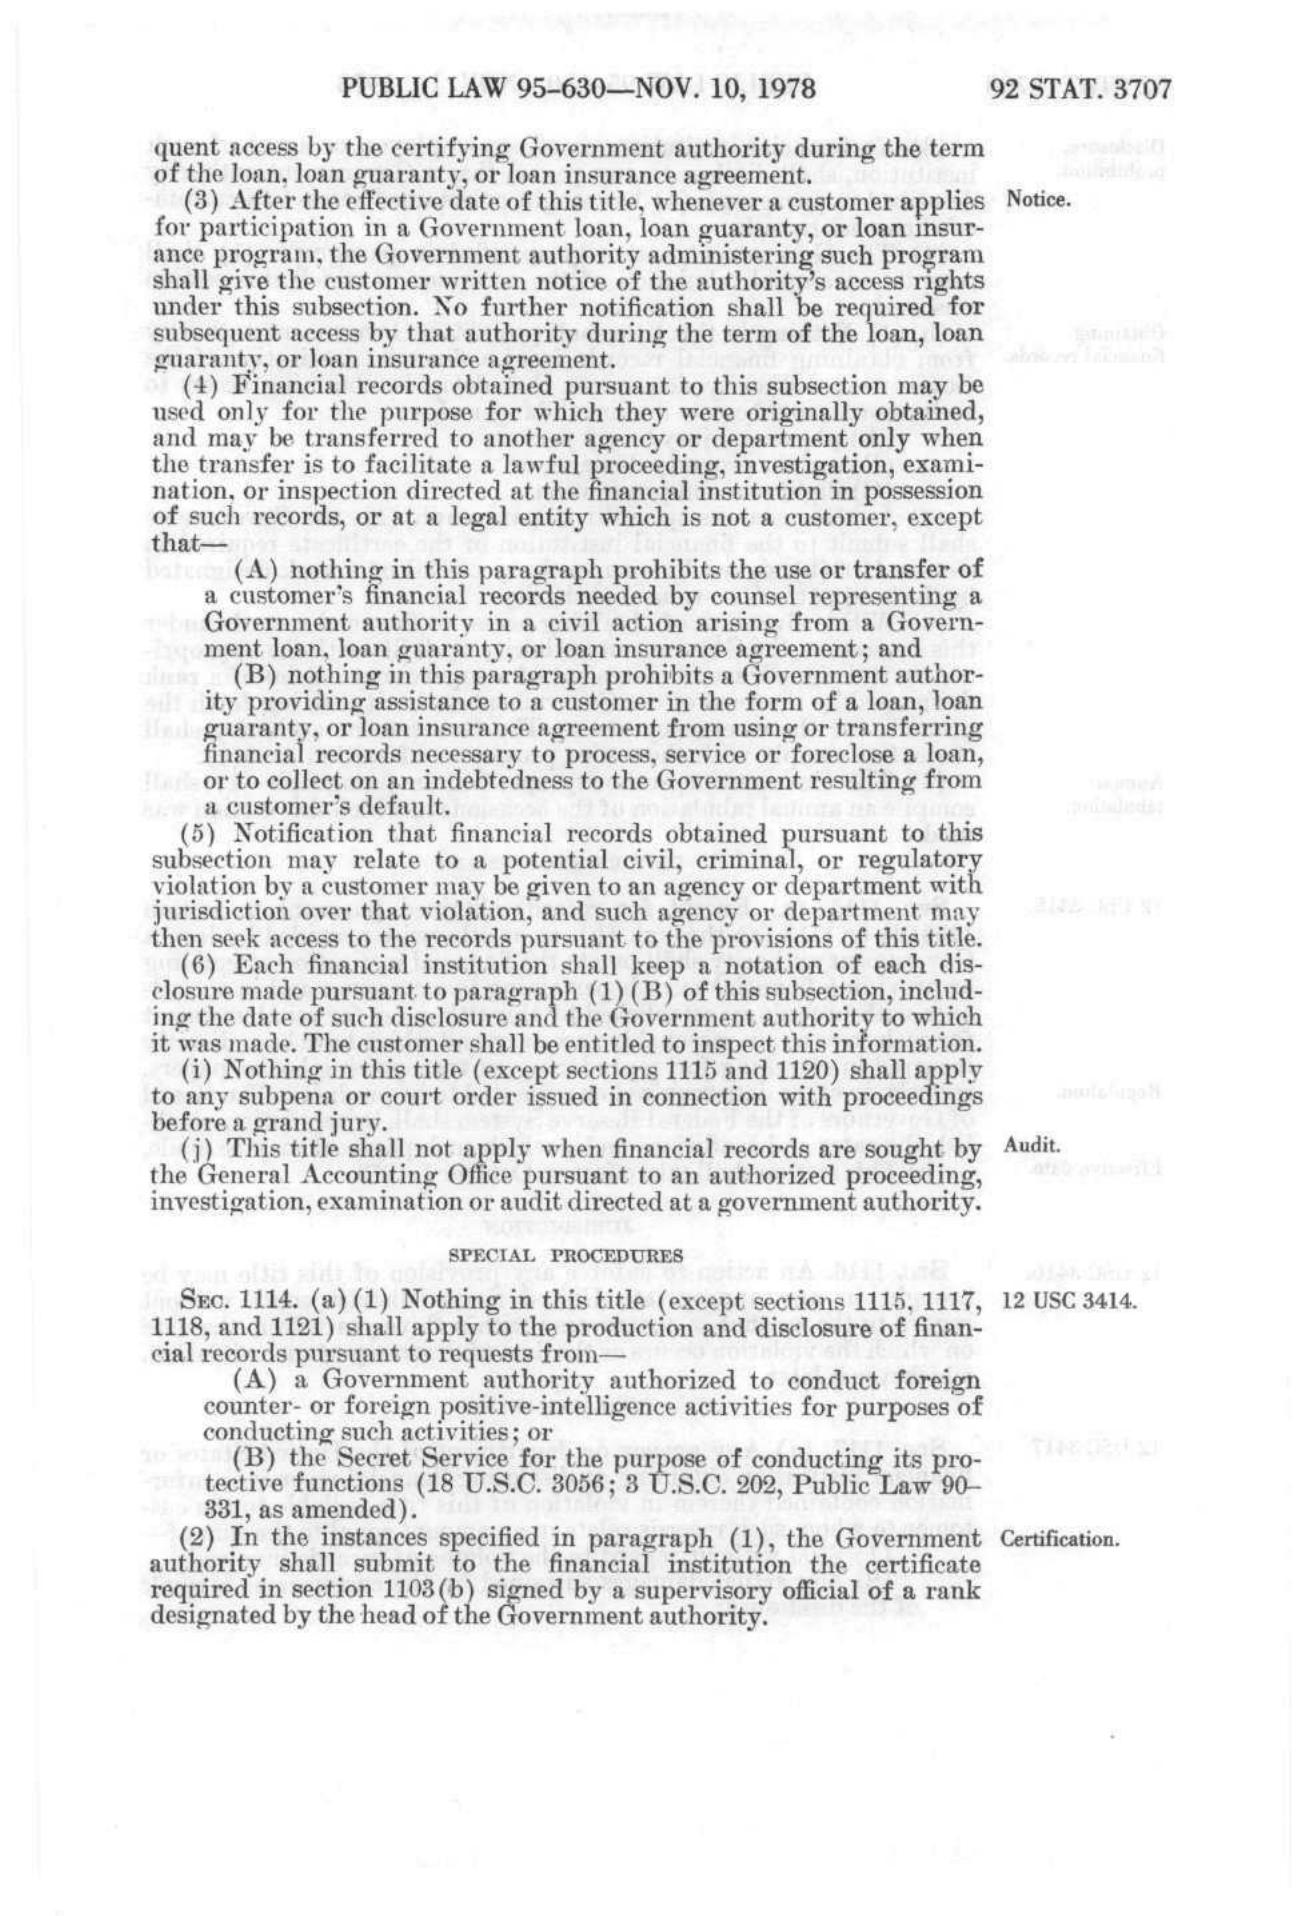 PUBLIC LAW 95–630—NOV. 10, 1978 92 STAT. 3707
quent access by the certifying Government authority during the term
of the loan, loan guaranty, or loan insurance agreement.
(3) After the effective date of this title, whenever a customer applies Notice.
for participation in a Government loan, loan guaranty, or loan insur-
ance program, the Government authority administering such program
shall give the customer written notice of the authority's access rights
under this subsection. No further notification shall be required for
subsequent access by that authority during the term of the loan, loan
guaranty, or loan insurance agreement.
(4) Financial records obtained pursuant to this subsection may be
used only for the purpose for which they were originally obtained,
and may be transferred to another agency or department only when
the transfer is to facilitate a lawful proceeding, investigation, exami-
nation, or inspection directed at the financial institution in possession
of such records, or at a legal entity which is not a customer, except
that—
(A) nothing in this paragraph prohibits the use or transfer of
a customer's financial records needed by counsel representing a
Government authority in a civil action arising from a Govern-
ment loan, loan guaranty, or loan insurance agreement; and
(B) nothing in this paragraph prohibits a Government author-
ity providing assistance to a customer in the form of a loan, loan
guaranty, or loan insurance agreement from using or transferring
financial records necessary to process, service or foreclose a loan,
or to collect on an indebtedness to the Government resulting from
a customer's default.
(5) Notification that financial records obtained pursuant to this
subsection may relate to a potential civil, criminal, or regulatory
violation by a customer may be given to an agency or department with
jurisdiction over that violation, and such agency or department may
then seek access to the records pursuant to the provisions of this title.
(6) Each financial institution shall keep a notation of each dis-
closure made pursuant to paragraph (1) (B) of this subsection, includ-
ing the date of such disclosure and the Government authority to which
it was made. The customer shall be entitled to inspect this information.
(i) Nothing in this title (except sections 1115 and 1120) shall apply
to any subpena or court order issued in connection with proceedings
before a grand jury.
(j) This title shall not apply when financial records are sought by Audit.
the General Accounting Office pursuant to an authorized proceeding,
investigation, examination or audit directed at a government authority.
SPECIAL PROCEDURES
SEC. 1114. (a) (1) Nothing in this title (except sections 1115, 1117, 12 USC 3414.
1118, and 1121) shall apply to the production and disclosure of finan-
cial records pursuant to requests from—
(A) a Government authority authorized to conduct foreign
counter- or foreign positive-intelligence activities for purposes of
conducting such activities; or
(B) the Secret Service for the purpose of conducting its pro-
tective functions (18 U.S.C. 3056; 3 U.S.C. 202, Public Law 90–
331, as amended).
(2) In the instances specified in paragraph (1), the Government Certification.
authority shall submit to the financial institution the certificate
required in section 1103(b) signed by a supervisory official of a rank
designated by the head of the Government authority.